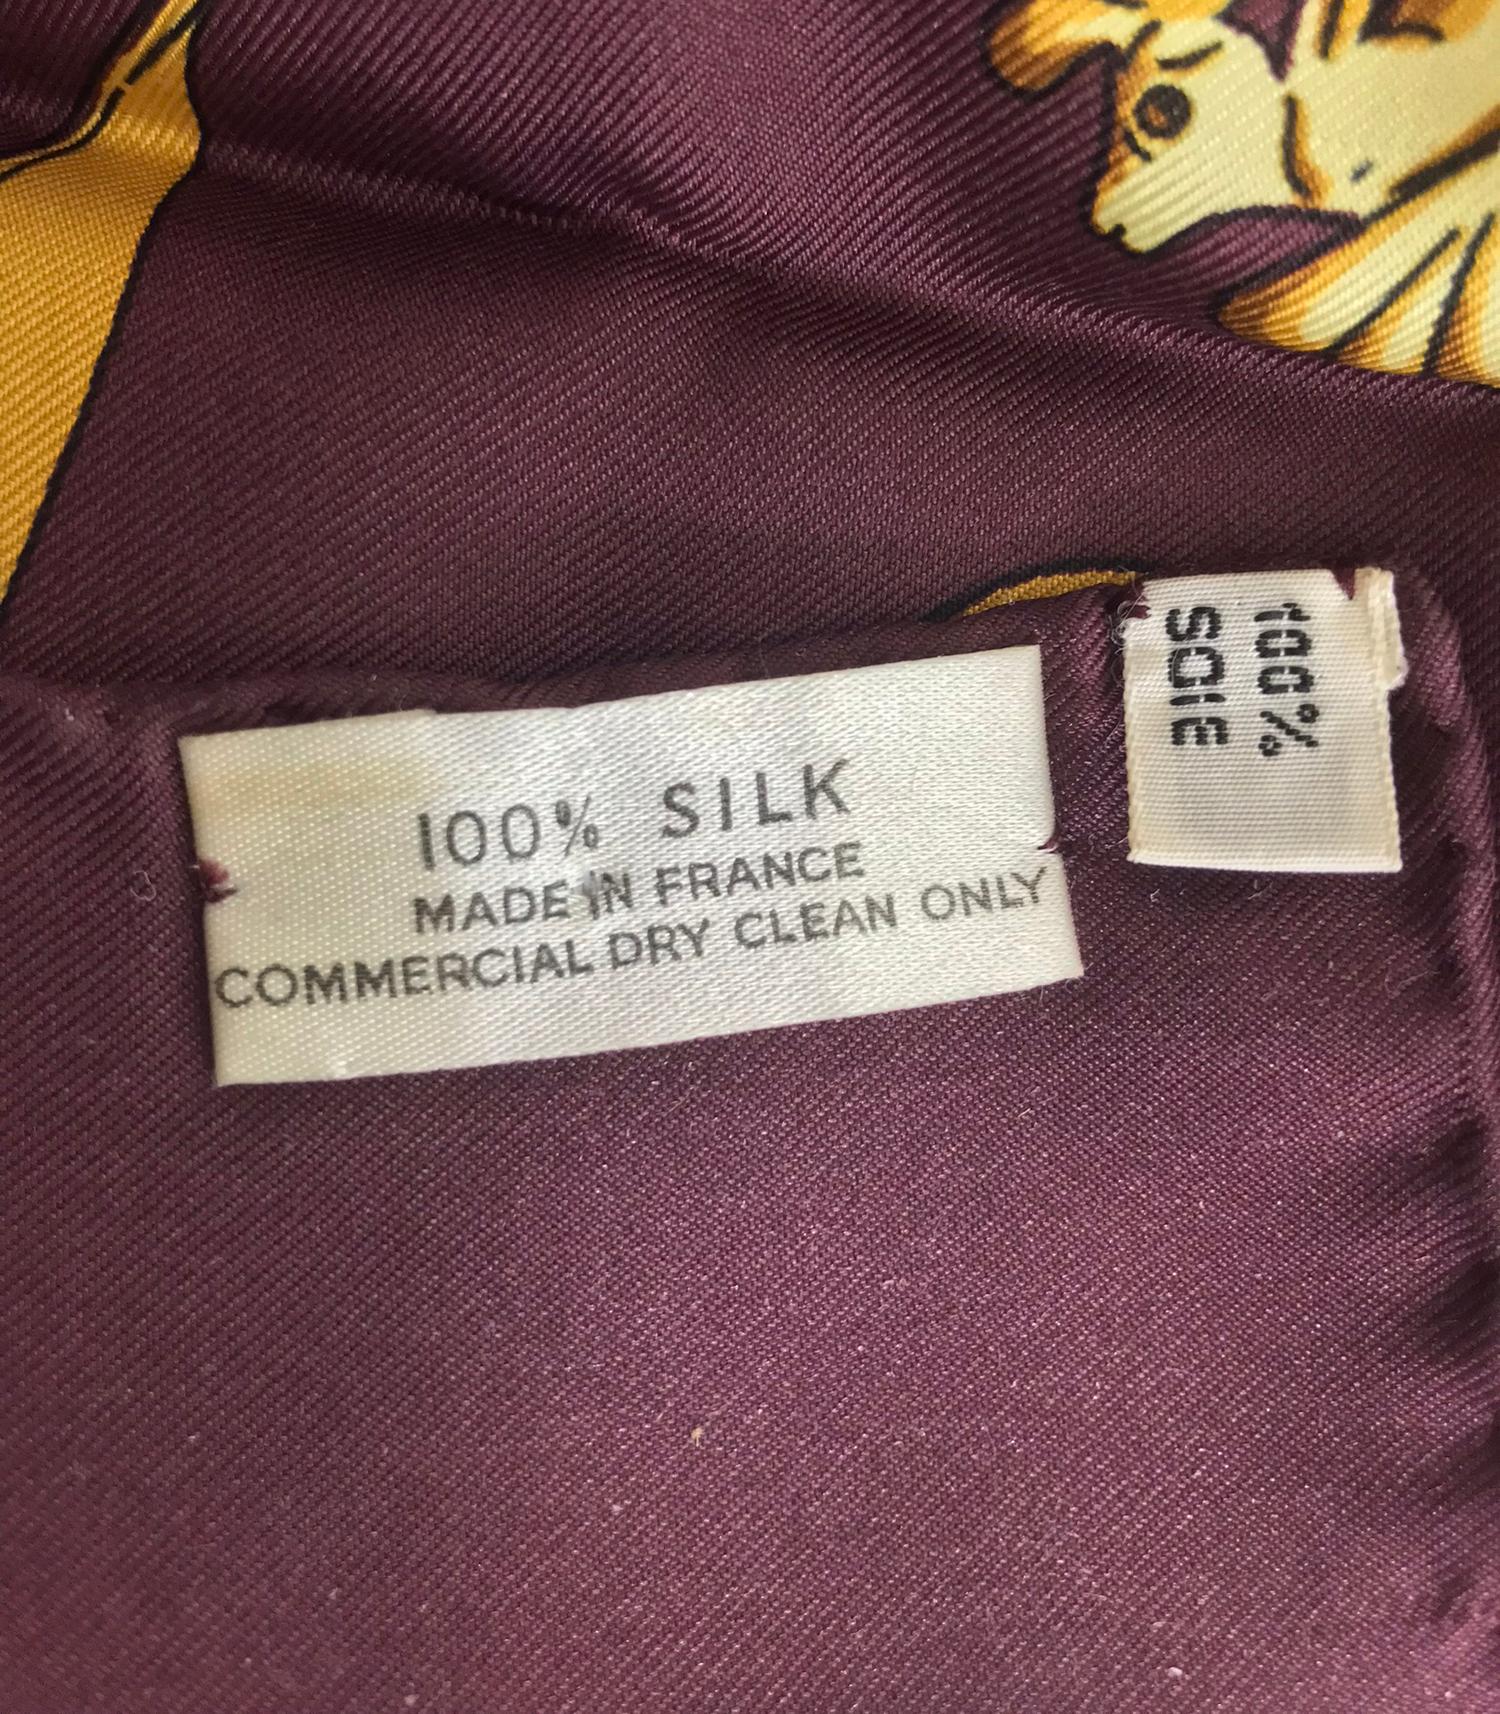 100% SILK
MADE IN FRANCE
COMMERCIAL DRY CLEAN ONLY
100%
SOIE